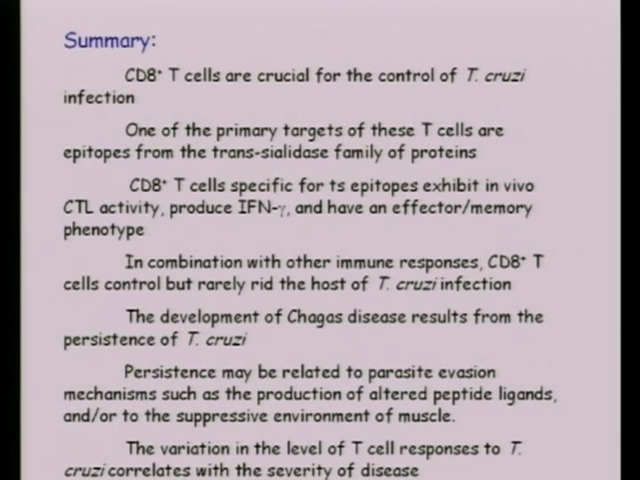 Summary:
CD8⁺ T cells are crucial for the control of T. cruzi
infection
One of the primary targets of these T cells are
epitopes from the trans-sialidase family of proteins
CD8⁺ T cells specific for ts epitopes exhibit in vivo
CTL activity, produce IFN-γ, and have an effector/memory
phenotype
In combination with other immune responses, CD8⁺ T
cells control but rarely rid the host of T. cruzi infection
The development of Chagas disease results from the
persistence of T. cruzi
Persistence may be related to parasite evasion
mechanisms such as the production of altered peptide ligands,
and/or to the suppressive environment of muscle.
The variation in the level of T cell responses to T.
cruzi correlates with the severity of disease